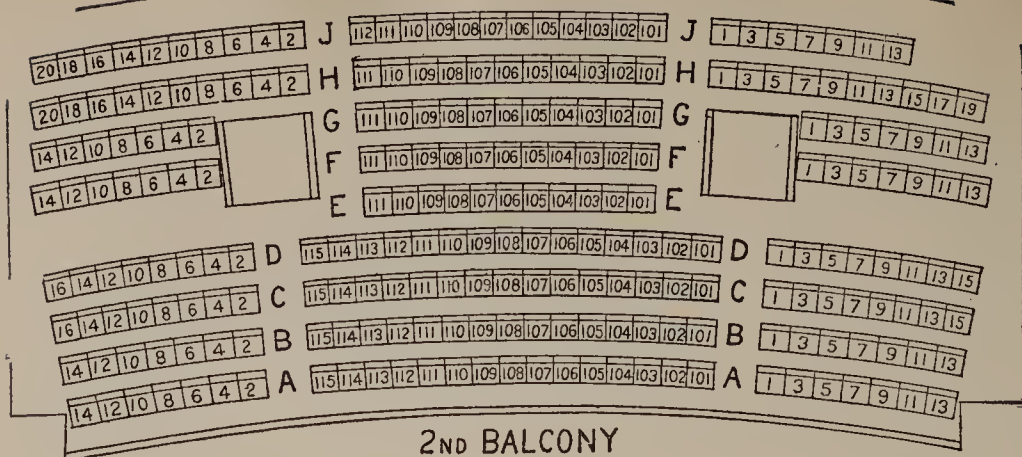 20 18 16 14 12 10 8 6 4 2 J 112 111 110 109 108 107 106 105 104 103 102 101 J 1 3 5 7 9 11 13
20 18 16 14 12 10 8 6 4 2 H 111 110 109 108 107 106 105 104 103 102 101 H 1 3 5 7 9 11 13 15 17 19
14 12 10 8 6 4 2 G 111 110 109 108 107 106 105 104 103 102 101 G 1 3 5 7 9 11 13
14 12 10 8 6 4 2 F 111 110 109 108 107 106 105 104 103 102 101 F 1 3 5 7 9 11 13
E 111 110 109 108 107 106 105 104 103 102 101 E
16 14 12 10 8 6 4 2 D 115 114 113 112 111 110 109 108 107 106 105 104 103 102 101 D 1 3 5 7 9 11 13 15
16 14 12 10 8 6 4 2 C 115 114 113 112 111 110 109 108 107 106 105 104 103 102 101 C 1 3 5 7 9 11 13 15
14 12 10 8 6 4 2 B 115 114 113 112 111 110 109 108 107 106 105 104 103 102 101 B 1 3 5 7 9 11 13
14 12 10 8 6 4 2 A 115 114 113 112 111 110 109 108 107 106 105 104 103 102 101 A 1 3 5 7 9 11 13
2ND BALCONY